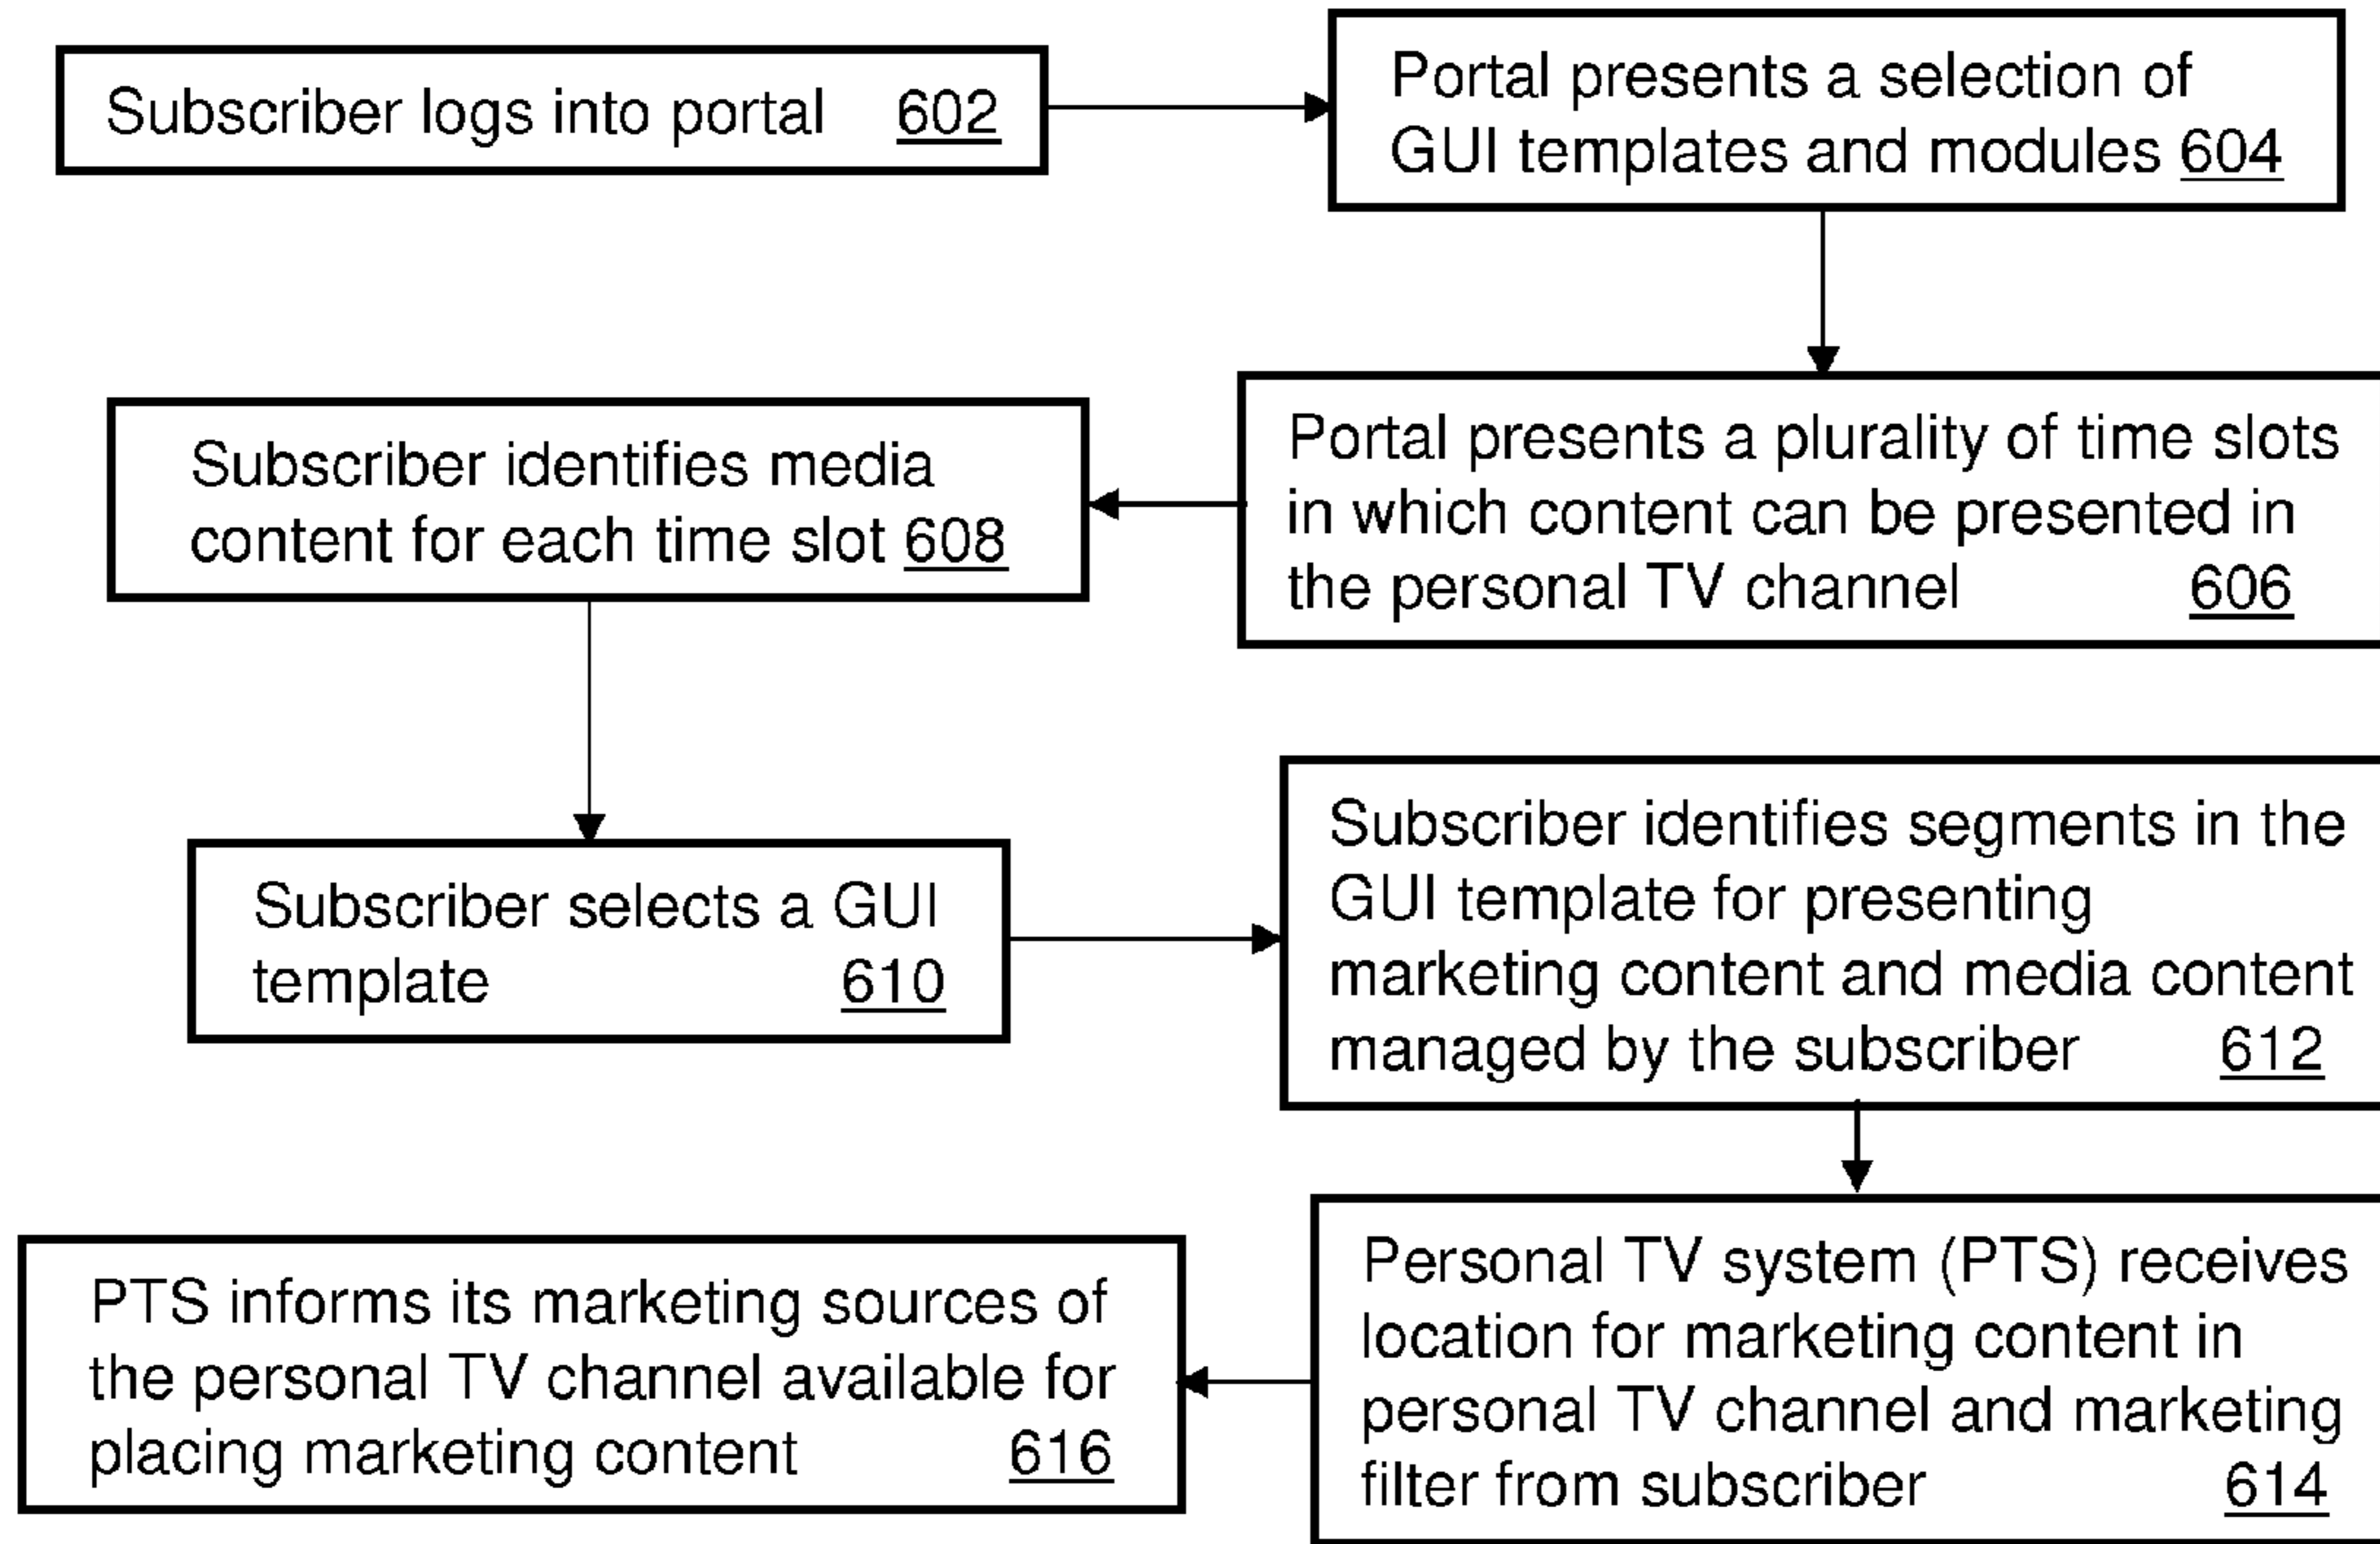 Subscriber logs into portal 602
Portal presents a selection of
GUI templates and modules 604
Portal presents a plurality of time slots
in which content can be presented in
the personal TV channel 606
Subscriber identifies media
content for each time slot 608
Subscriber selects a GUI
template 610
Subscriber identifies segments in the
GUI template for presenting
marketing content and media content
managed by the subscriber 612
Personal TV system (PTS) receives
location for marketing content in
personal TV channel and marketing
filter from subscriber 614
PTS informs its marketing sources of
the personal TV channel available for
placing marketing content 616